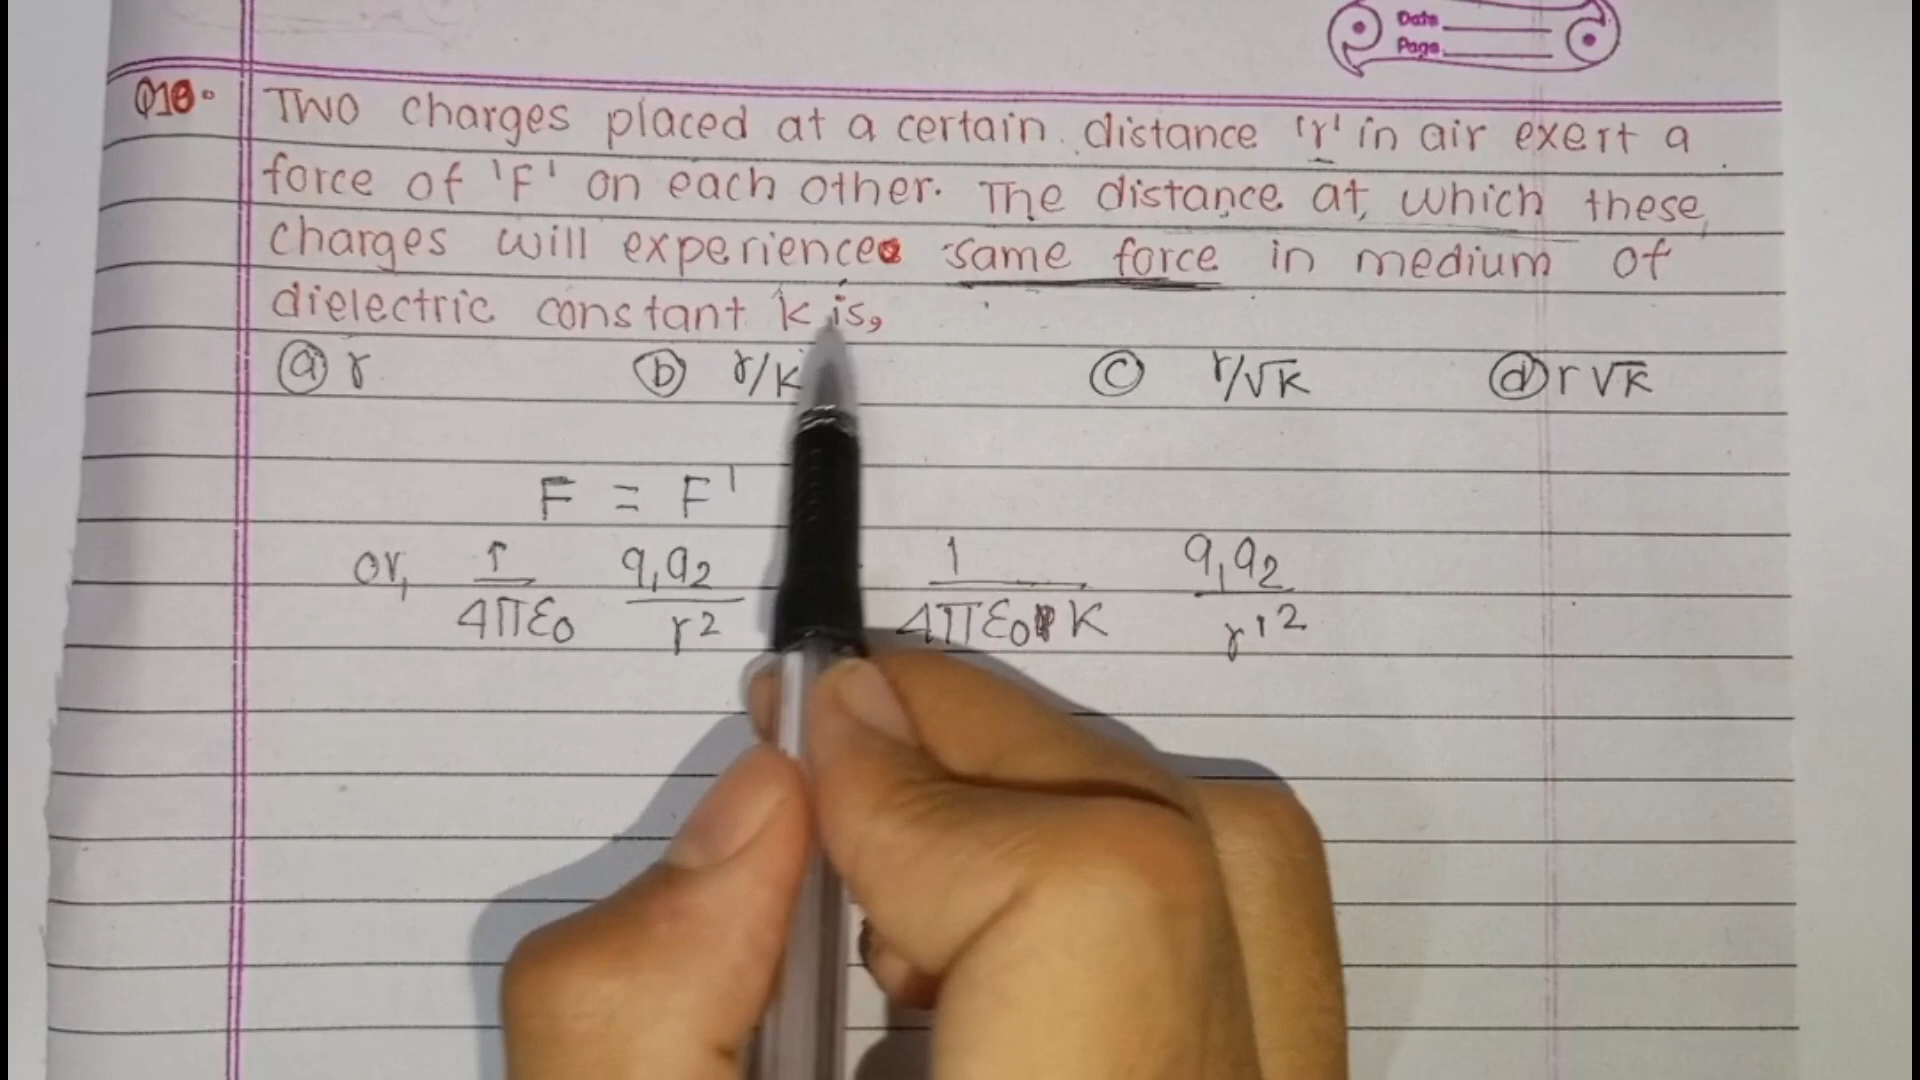 Date
Page
Q10. Two charges placed at a certain distance 'r' in air exert a
force of 'F' on each other. The distance at which these
charges will experience same force in medium of
dielectric constant k is,
ⓐ r ⓑ r/k ⓒ r/√k ⓓ r√k
F = F'
or, 1/4πε₀ q₁q₂/r² 1/4πε₀k q₁q₂/r'²